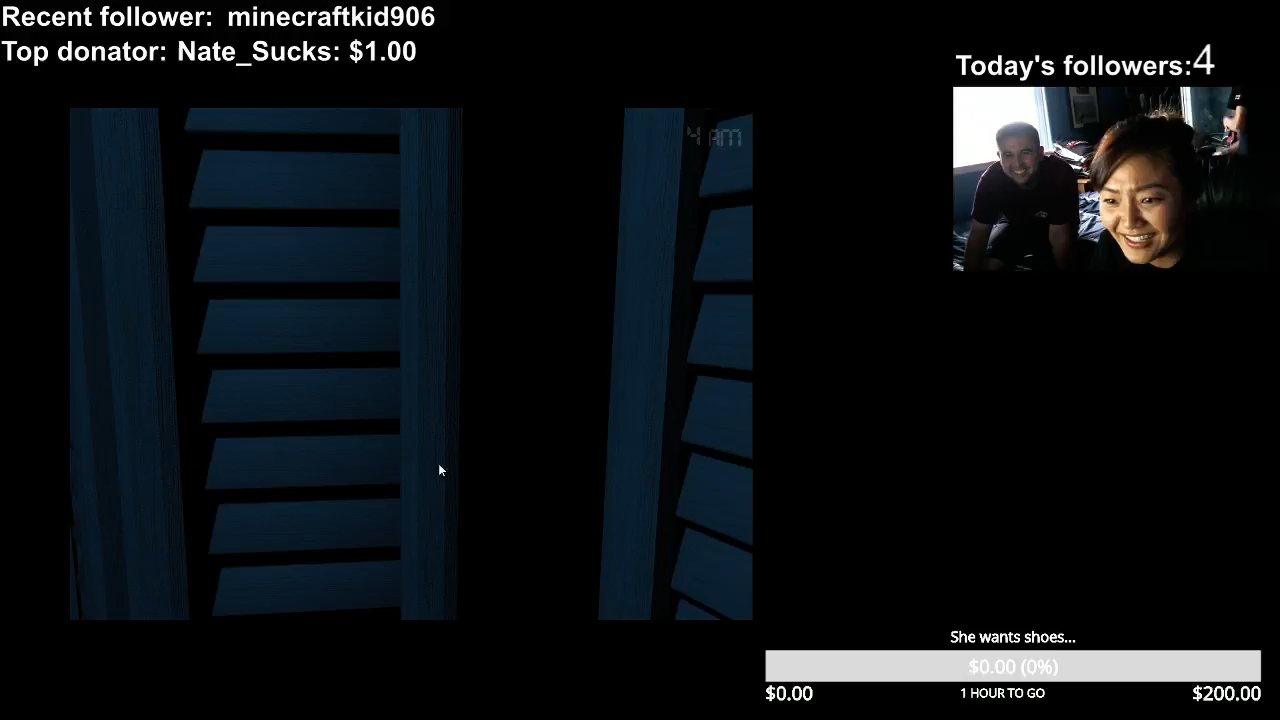 Recent follower: minecraftkid906
Top donator: Nate_Sucks: $1.00
Today's followers:4
4 AM
She wants shoes...
$0.00 (0%)
$0.00
1 HOUR TO GO
$200.00